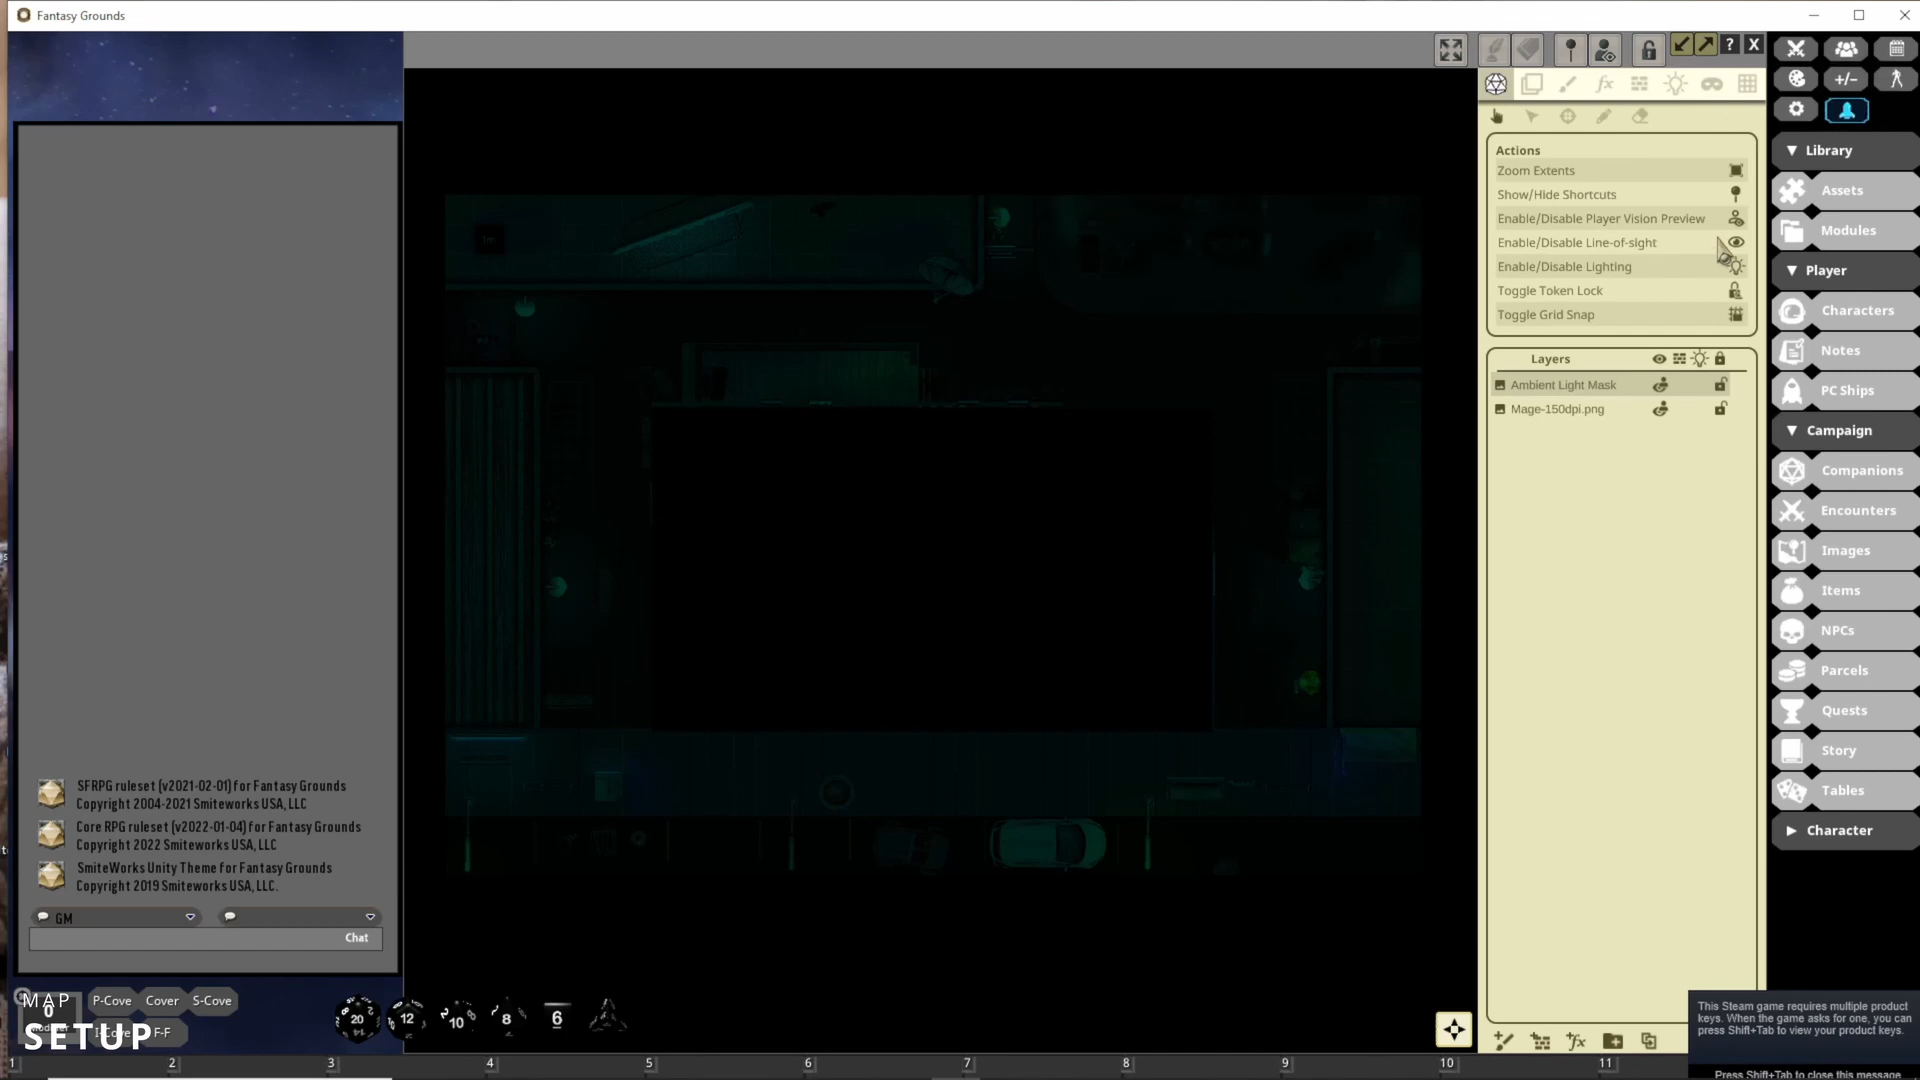 Fantasy Grounds
? X
fx
+/-
Actions
Zoom Extents
Show/Hide Shortcuts
Enable/Disable Player Vision Preview
Enable/Disable Line-of-sight
Enable/Disable Lighting
Toggle Token Lock
Toggle Grid Snap
Layers
Ambient Light Mask
Mage-150dpi.png
Library
Assets
Modules
Player
Characters
Notes
PC Ships
Campaign
Companions
Encounters
Images
Items
NPCs
Parcels
Quests
Story
Tables
Character
SFRPG ruleset (v2021-02-01) for Fantasy Grounds
Copyright 2004-2021 Smiteworks USA, LLC
Core RPG ruleset (v2022-01-04) for Fantasy Grounds
Copyright 2022 Smiteworks USA, LLC
SmiteWorks Unity Theme for Fantasy Grounds
Copyright 2019 Smiteworks USA, LLC.
GM
Chat
MAP
SETUP
0
P-Cove Cover S-Cove
F-F
20 12 10 8 6
+fx
This Steam game requires multiple product
keys. When the game asks for one, you can
press Shift+Tab to view your product keys.
Press Shift+Tab to close this message
1 2 3 4 5 6 7 8 9 10 11